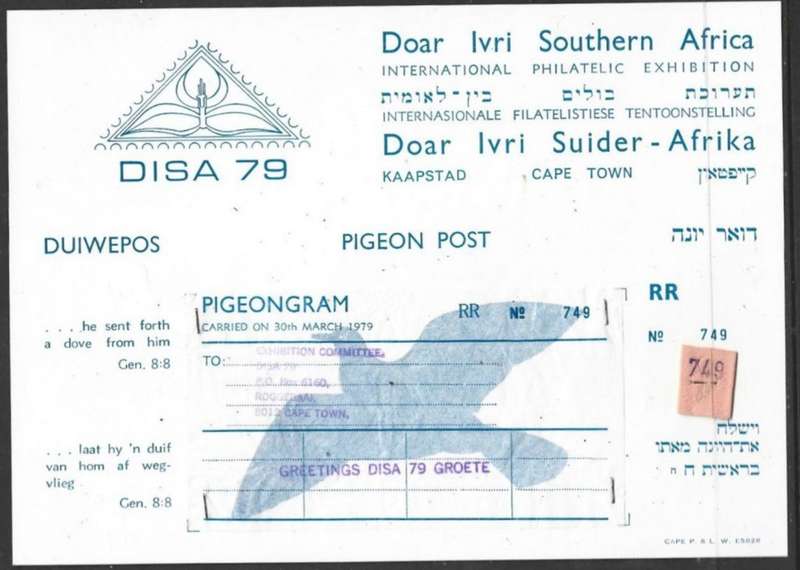 Doar Ivri Southern Africa
INTERNATIONAL PHILATELIC EXHIBITION
תערוכת בולים בין-לאומית
INTERNASIONALE FILATELISTIESE TENTOONSTELLING
Doar Ivri Suider-Afrika
KAAPSTAD CAPE TOWN קייפטאון
DISA 79
DUIWEPOS PIGEON POST דואר יונה
. . . . he sent forth
a dove from him
Gen. 8:8
. . . . laat hy 'n duif
van hom af weg-
vlieg
Gen. 8:8
PIGEONGRAM RR No 749
CARRIED ON 30th MARCH 1979
TO:
EXHIBITION COMMITTEE,
DISA 79
P.O. Box 6160,
ROGGEBAAI,
8012 CAPE TOWN,
GREETINGS DISA 79 GROETE
RR
No 749
749
וישלח
את-היונה מאתו
בראשית ח ח
CAPE P. & L. W. E5828